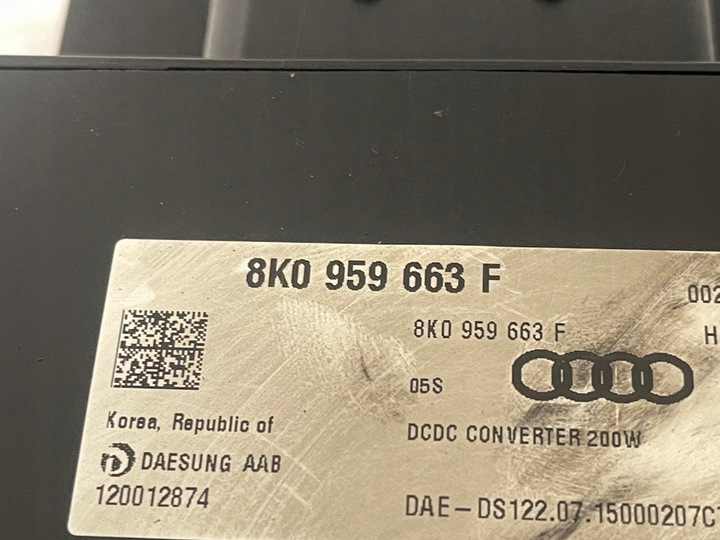 8K0 959 663 F
002
8K0 959 663 F
H
05S
Korea, Republic of
DCDC CONVERTER 200W
DAESUNG AAB
120012874
DAE-DS122.07.15000207C